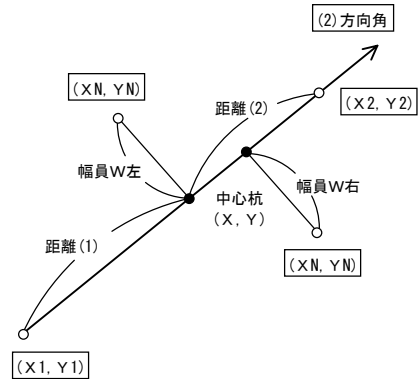 (2)方向角
(XN, YN)
距離(2)
(X2, Y2)
幅員W左
中心杭
(X, Y)
幅員W右
距離(1)
(XN, YN)
(X1, Y1)